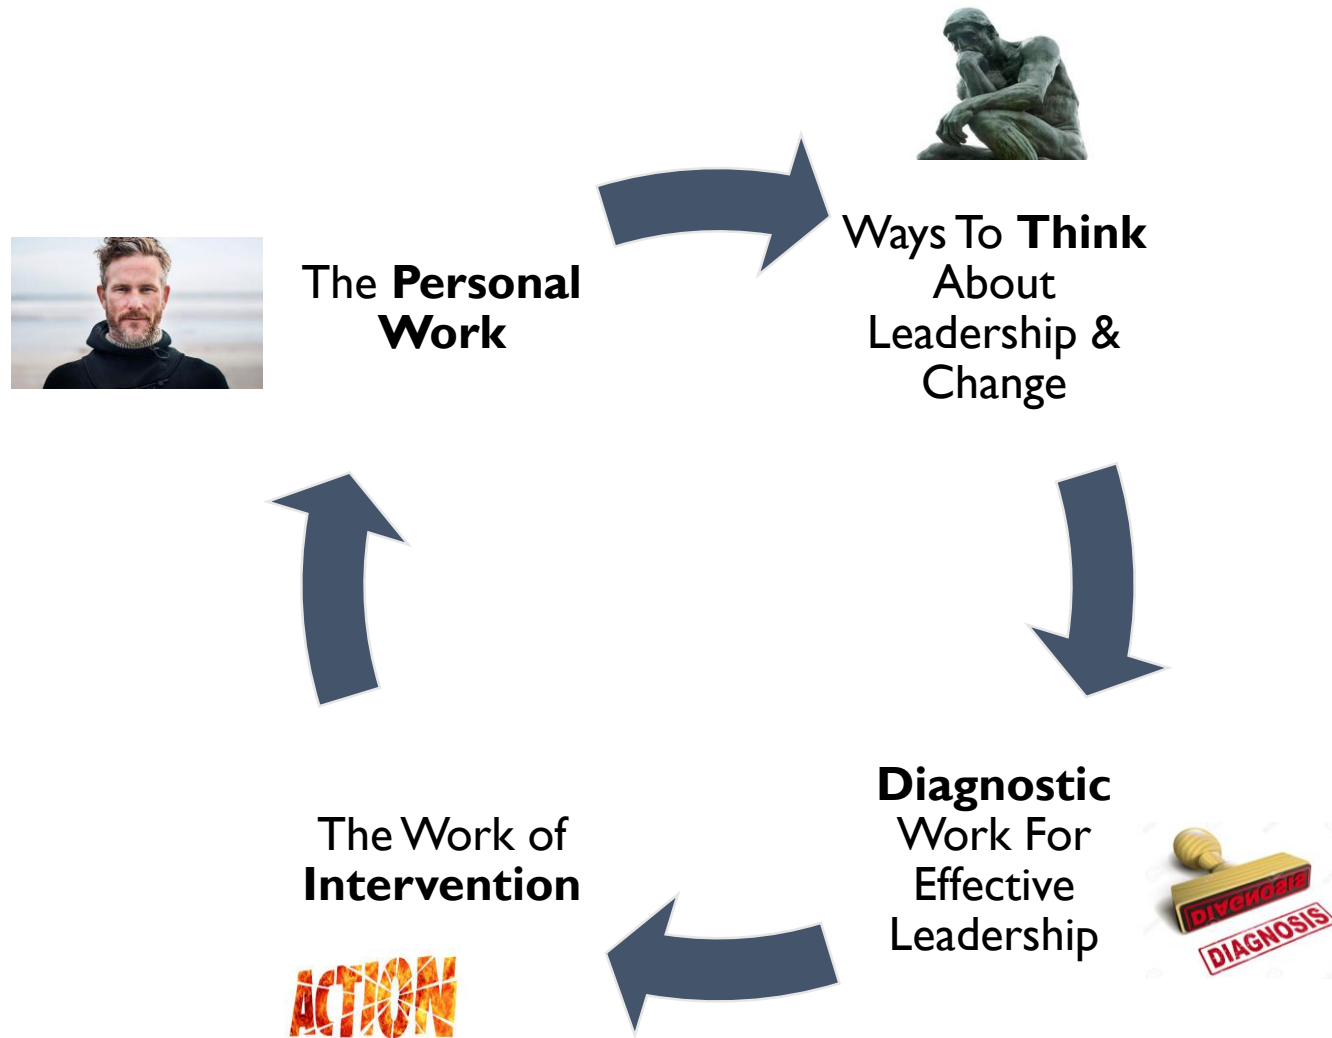 The Personal
Work
Ways To Think
About
Leadership &
Change
Diagnostic
Work For
Effective
Leadership
DIAGNOSIS
DIAGNOSIS
The Work of
Intervention
ACTION